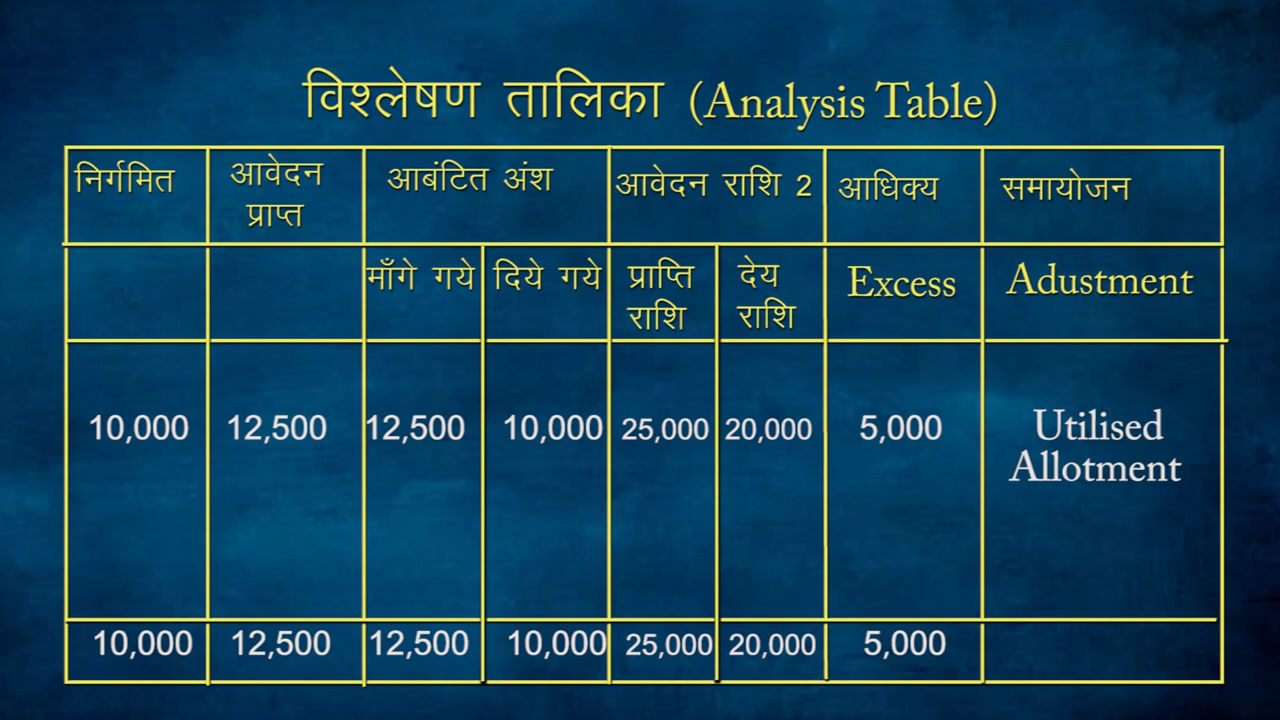 विश्लेषण तालिका (Analysis Table)
निर्गमित आवेदन प्राप्त आबंटित अंश आवेदन राशि 2 आधिक्य समायोजन
माँगे गये दिये गये प्राप्ति राशि देय राशि Excess Adustment
10,000 12,500 12,500 10,000 25,000 20,000 5,000 Utilised Allotment
10,000 12,500 12,500 10,000 25,000 20,000 5,000